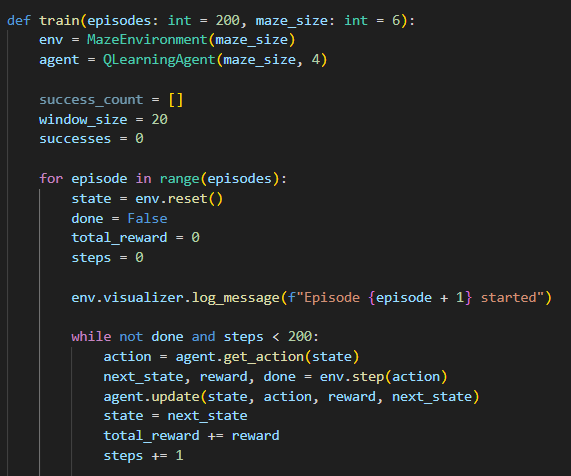 def train(episodes: int = 200, maze_size: int = 6):
    env = MazeEnvironment(maze_size)
    agent = QLearningAgent(maze_size, 4)

    success_count = []
    window_size = 20
    successes = 0

    for episode in range(episodes):
        state = env.reset()
        done = False
        total_reward = 0
        steps = 0

        env.visualizer.log_message(f"Episode {episode + 1} started")

        while not done and steps < 200:
            action = agent.get_action(state)
            next_state, reward, done = env.step(action)
            agent.update(state, action, reward, next_state)
            state = next_state
            total_reward += reward
            steps += 1